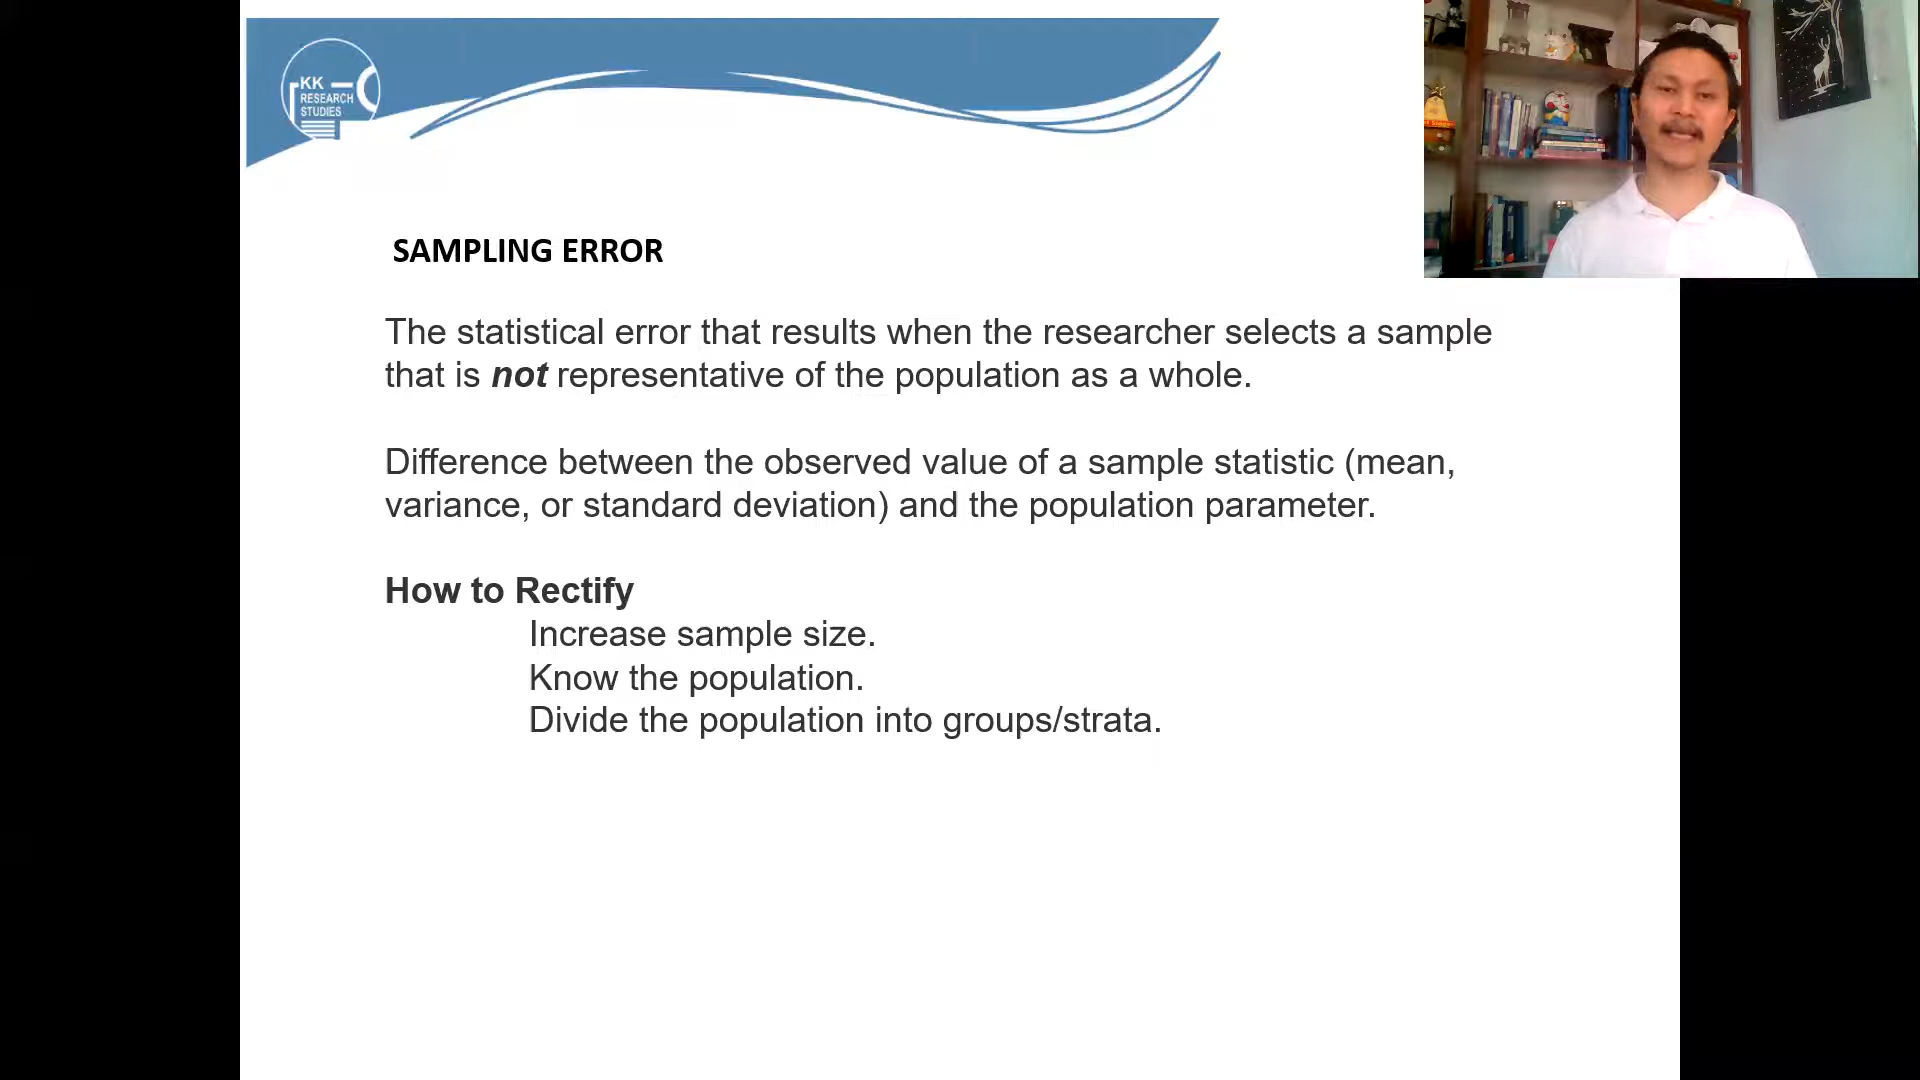 KK
RESEARCH
STUDIES
SAMPLING ERROR
The statistical error that results when the researcher selects a sample
that is not representative of the population as a whole.
Difference between the observed value of a sample statistic (mean,
variance, or standard deviation) and the population parameter.
How to Rectify
Increase sample size.
Know the population.
Divide the population into groups/strata.